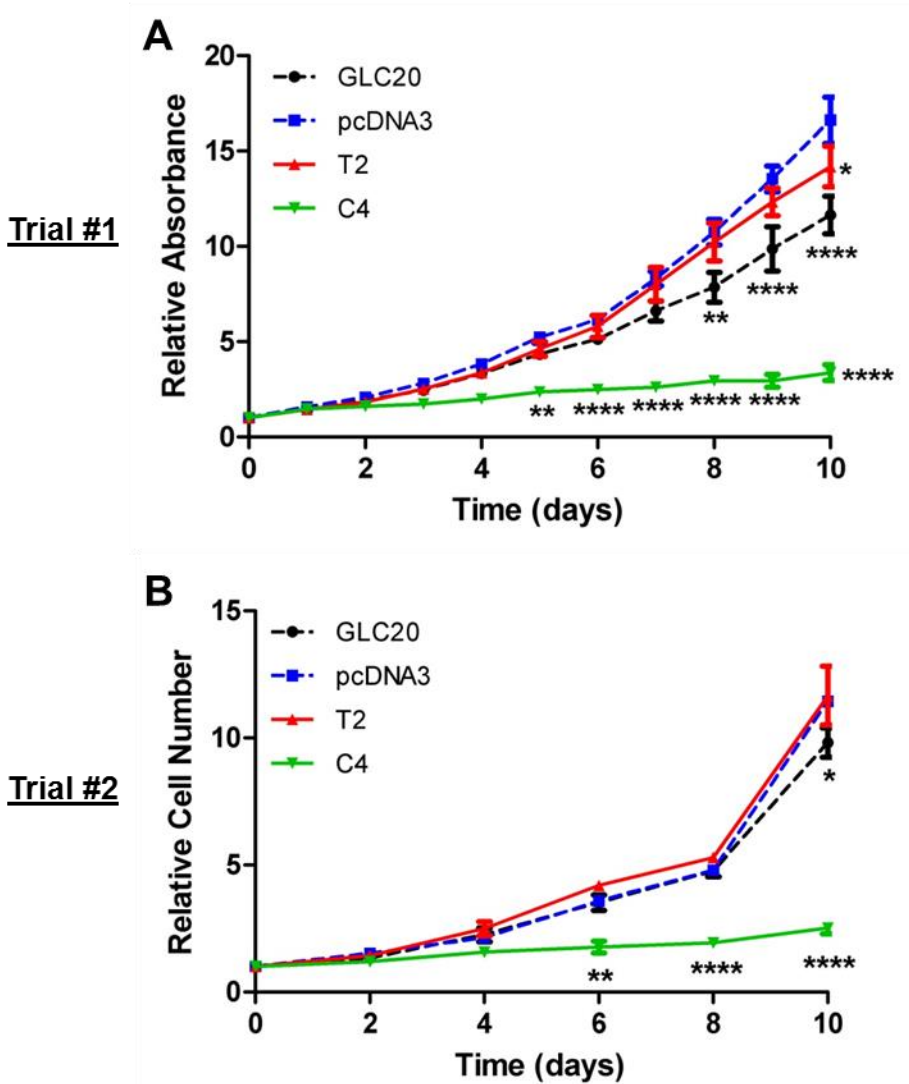 A
20
15
10
5
0
Relative Absorbance
GLC20
pcDNA3
T2
C4
*
****
****
**
****
**
****
****
****
****
0
2
4
6
8
10
Time (days)
Trial #1
B
15
10
5
0
Relative Cell Number
GLC20
pcDNA3
T2
C4
*
**
****
****
0
2
4
6
8
10
Time (days)
Trial #2